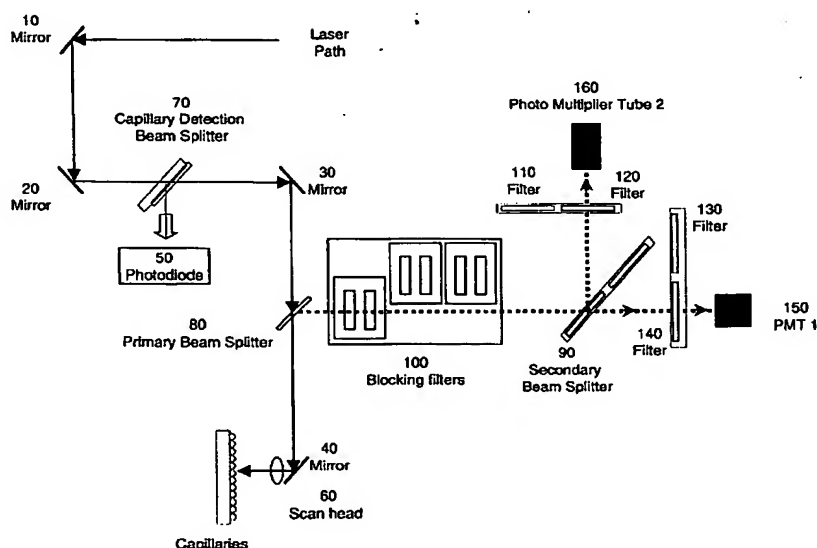 10
Mirror
Laser
Path
160
Photo Multiplier Tube 2
70
Capillary Detection
Beam Splitter
20
Mirror
30
Mirror
110
Filter
120
Filter
130
Filter
50
Photodiode
80
Primary Beam Splitter
150
PMT 1
140
Filter
90
Secondary
Beam Splitter
100
Blocking filters
40
Mirror
60
Scan head
Capillaries